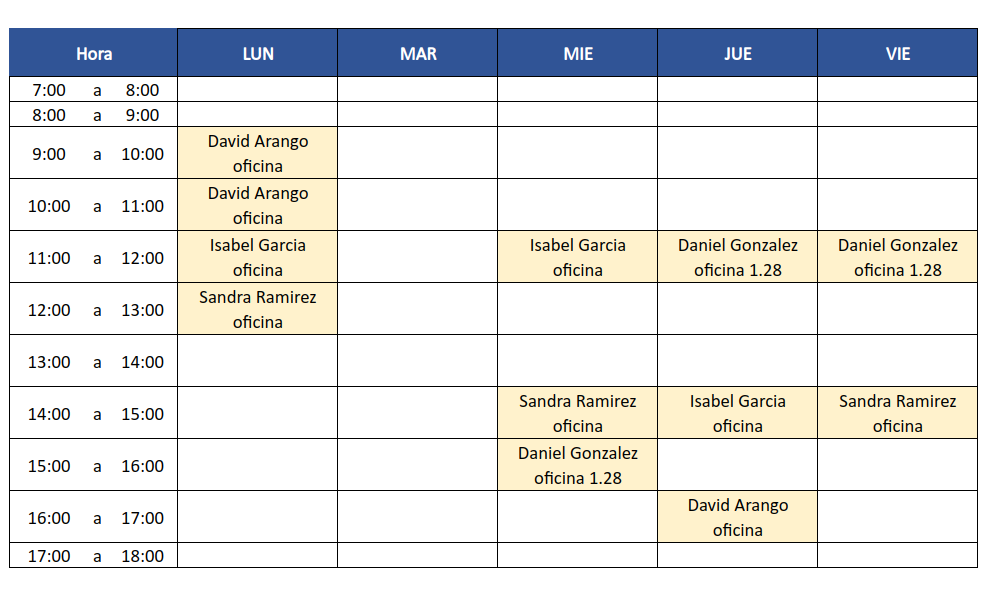 Hora LUN MAR MIE JUE VIE
7:00 a 8:00
8:00 a 9:00
9:00 a 10:00 David Arango
oficina
10:00 a 11:00 David Arango
oficina
11:00 a 12:00 Isabel Garcia Isabel Garcia Daniel Gonzalez Daniel Gonzalez
oficina oficina oficina 1.28 oficina 1.28
12:00 a 13:00 Sandra Ramirez
oficina
13:00 a 14:00
14:00 a 15:00 Sandra Ramirez Isabel Garcia Sandra Ramirez
oficina oficina oficina
15:00 a 16:00 Daniel Gonzalez
oficina 1.28
16:00 a 17:00 David Arango
oficina
17:00 a 18:00